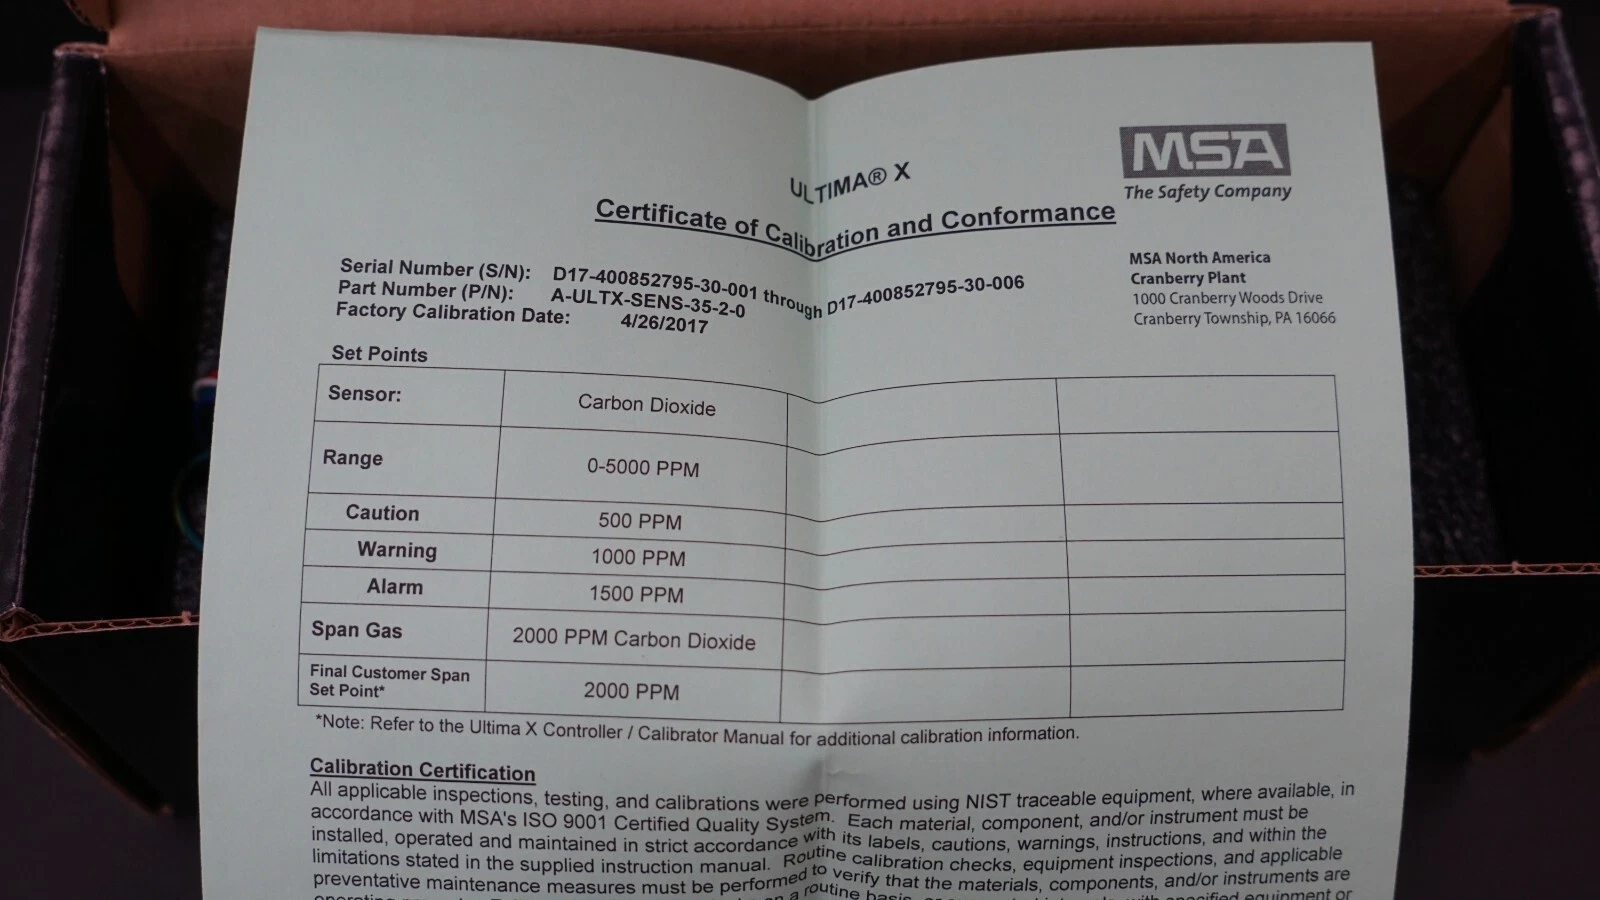 MSA
The Safety Company
ULTIMA® X
Certificate of Calibration and Conformance
MSA North America
Cranberry Plant
1000 Cranberry Woods Drive
Cranberry Township, PA 16066
Serial Number (S/N): D17-400852795-30-001 through D17-400852795-30-006
Part Number (P/N): A-ULTX-SENS-35-2-0
Factory Calibration Date: 4/26/2017
Set Points
Sensor: Carbon Dioxide
Range 0-5000 PPM
Caution 500 PPM
Warning 1000 PPM
Alarm 1500 PPM
Span Gas 2000 PPM Carbon Dioxide
Final Customer Span
Set Point* 2000 PPM
*Note: Refer to the Ultima X Controller / Calibrator Manual for additional calibration information.
Calibration Certification
All applicable inspections, testing, and calibrations were performed using NIST traceable equipment, where available, in
accordance with MSA's ISO 9001 Certified Quality System. Each material, component, and/or instrument must be
installed, operated and maintained in strict accordance with its labels, cautions, warnings, instructions, and within the
limitations stated in the supplied instruction manual. Routine calibration checks, equipment inspections, and applicable
preventative maintenance measures must be performed to verify that the materials, components, and/or instruments are
on a routine basis, with specified equipment or